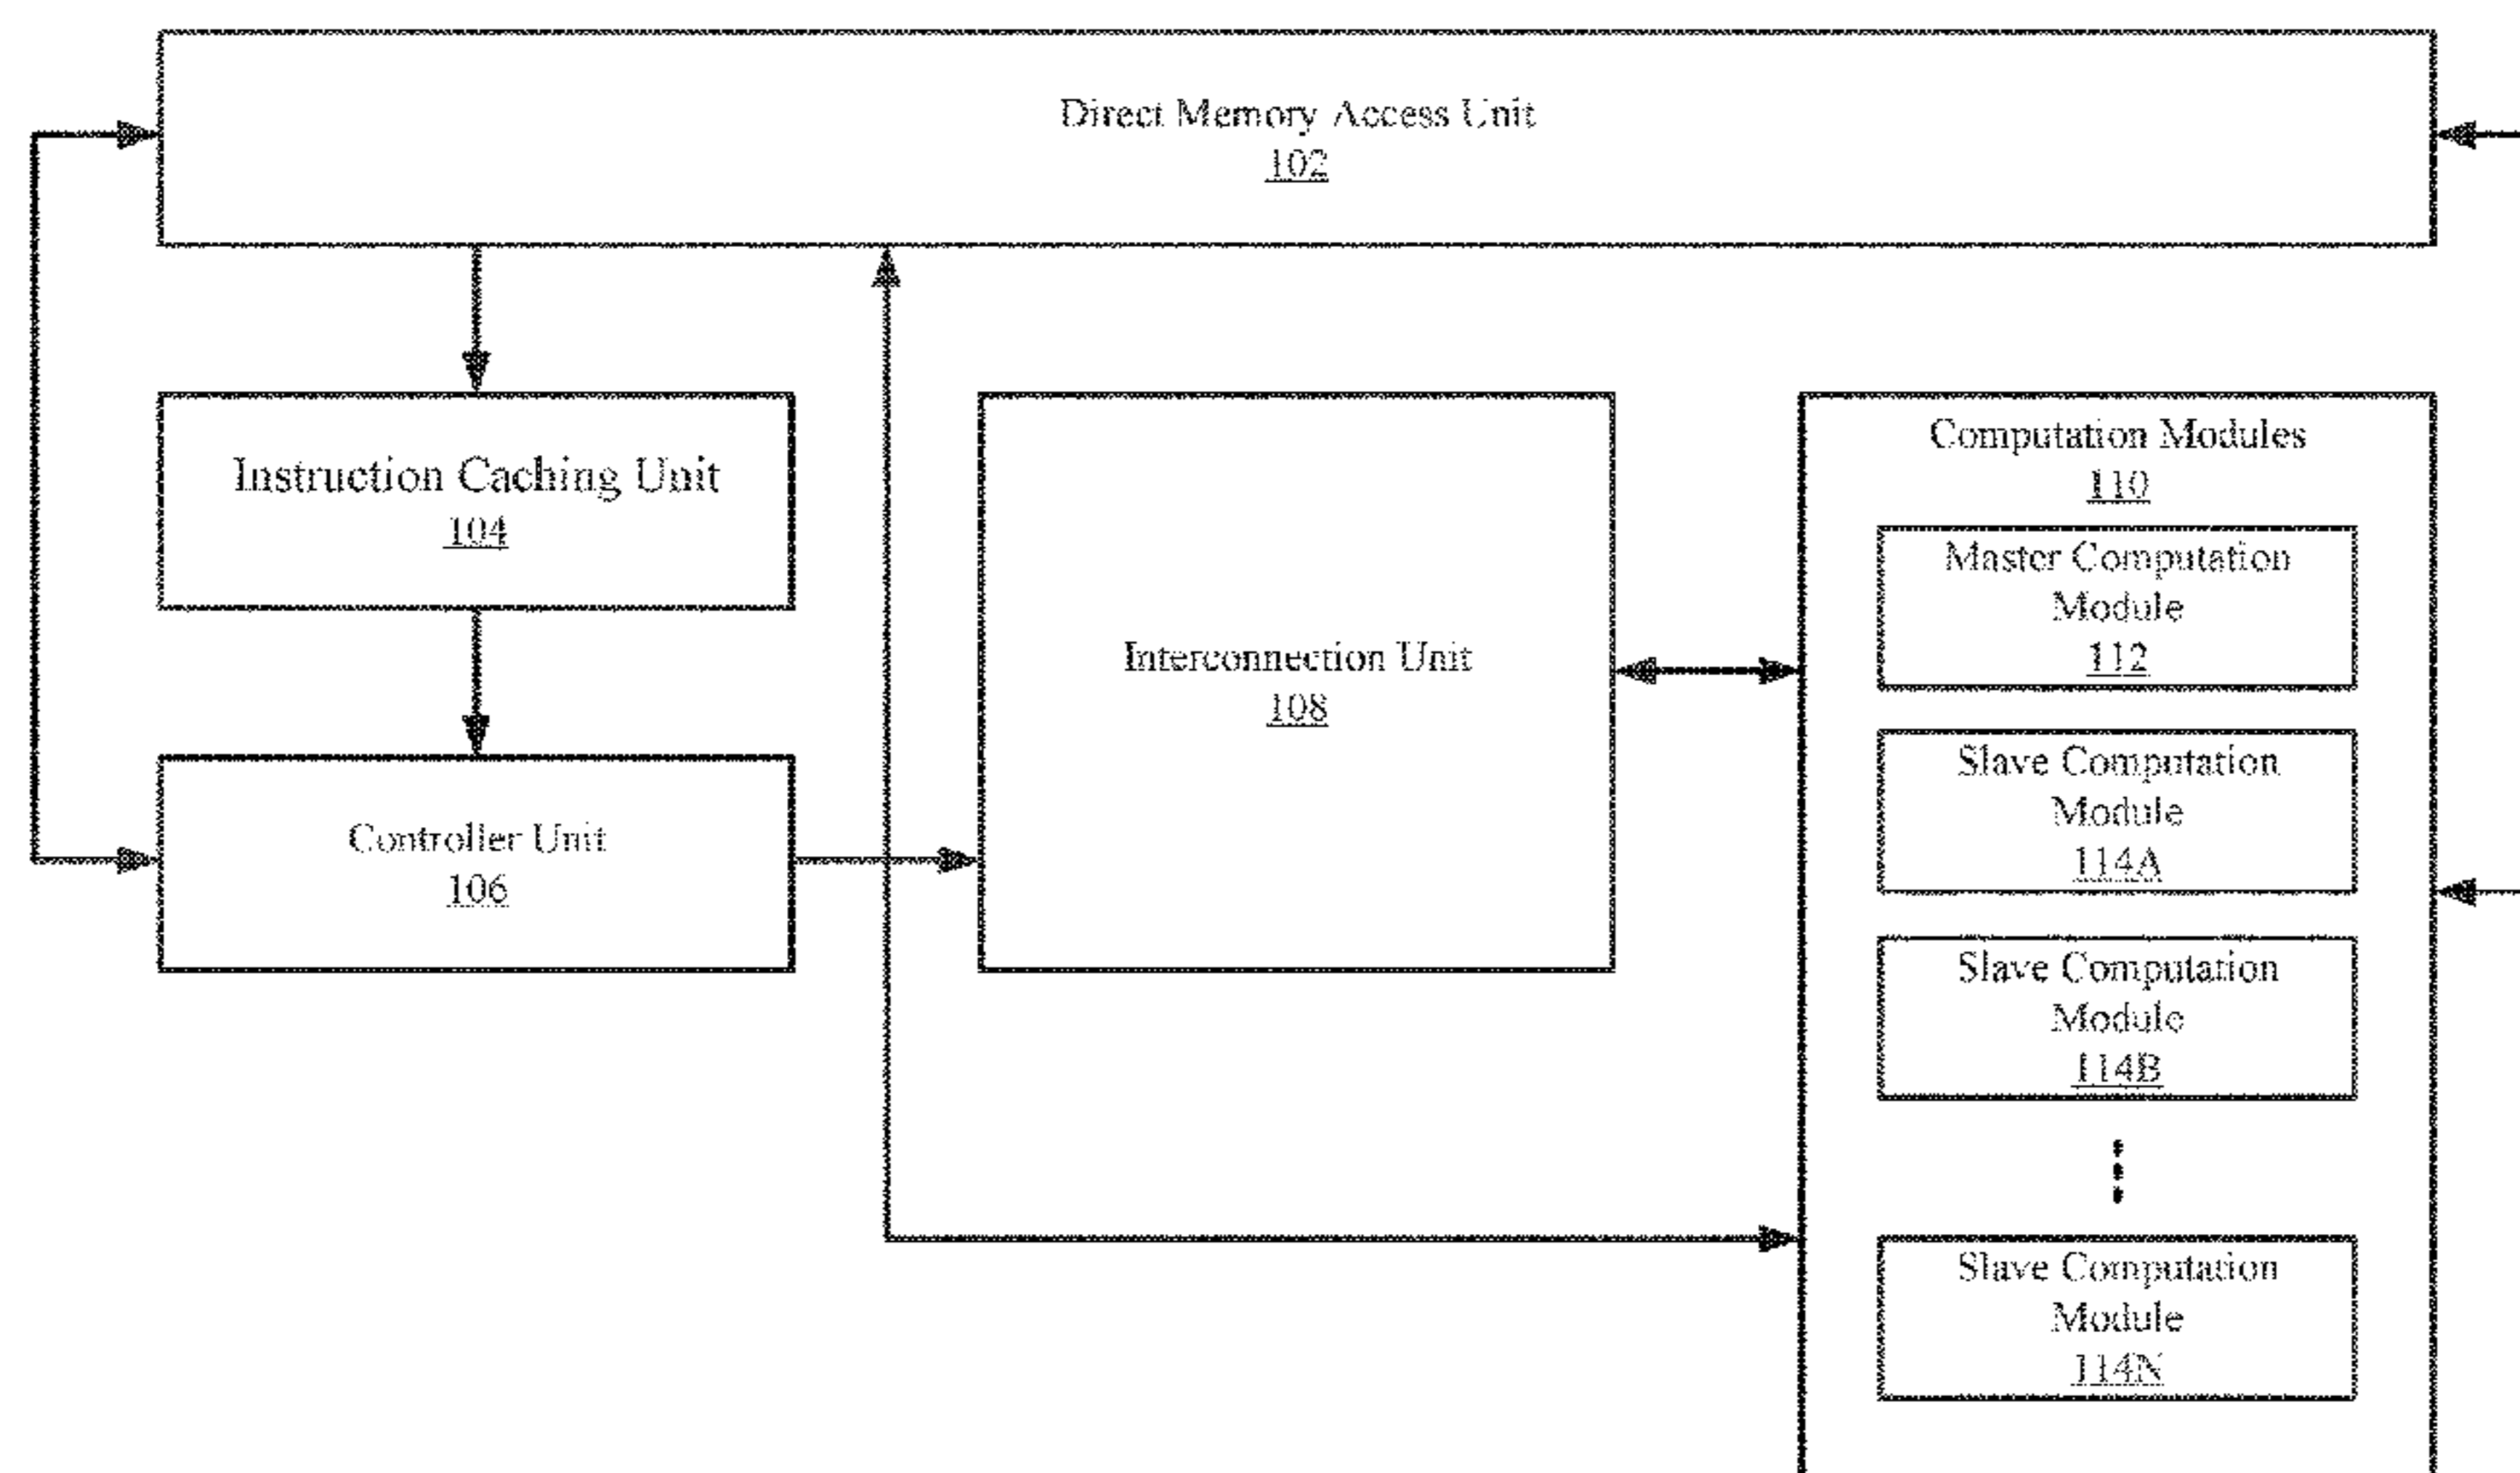 Direct Memory Access Unit
102
Instruction Caching Unit
104
Controller Unit
106
Interconnection Unit
108
Computation Modules
110
Master Computation
Module
112
Slave Computation
Module
114A
Slave Computation
Module
114B
Slave Computation
Module
114N